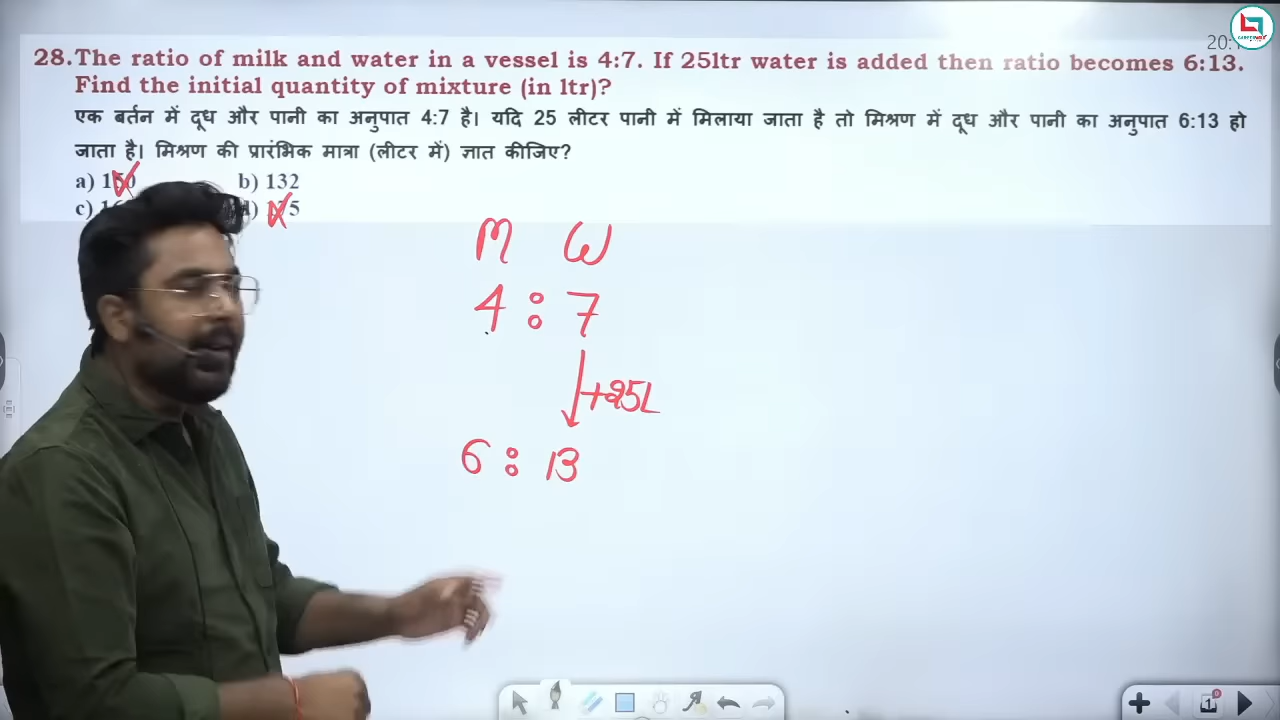 20:
28. The ratio of milk and water in a vessel is 4:7. If 25ltr water is added then ratio becomes 6:13.
Find the initial quantity of mixture (in ltr)?
एक बर्तन में दूध और पानी का अनुपात 4:7 है। यदि 25 लीटर पानी में मिलाया जाता है तो मिश्रण में दूध और पानी का अनुपात 6:13 हो
जाता है। मिश्रण की प्रारंभिक मात्रा (लीटर में) ज्ञात कीजिए?
a) b) 132
c)
M W
4 : 7
+25L
6 : 13
1